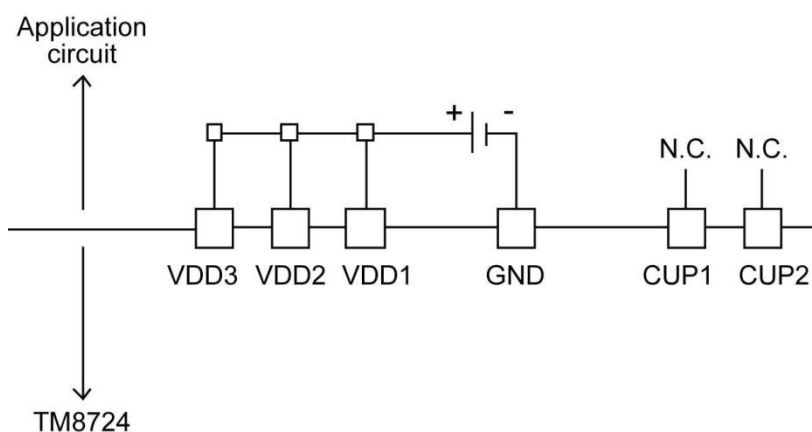 Application
circuit
+ -
N.C. N.C.
VDD3 VDD2 VDD1 GND CUP1 CUP2
TM8724